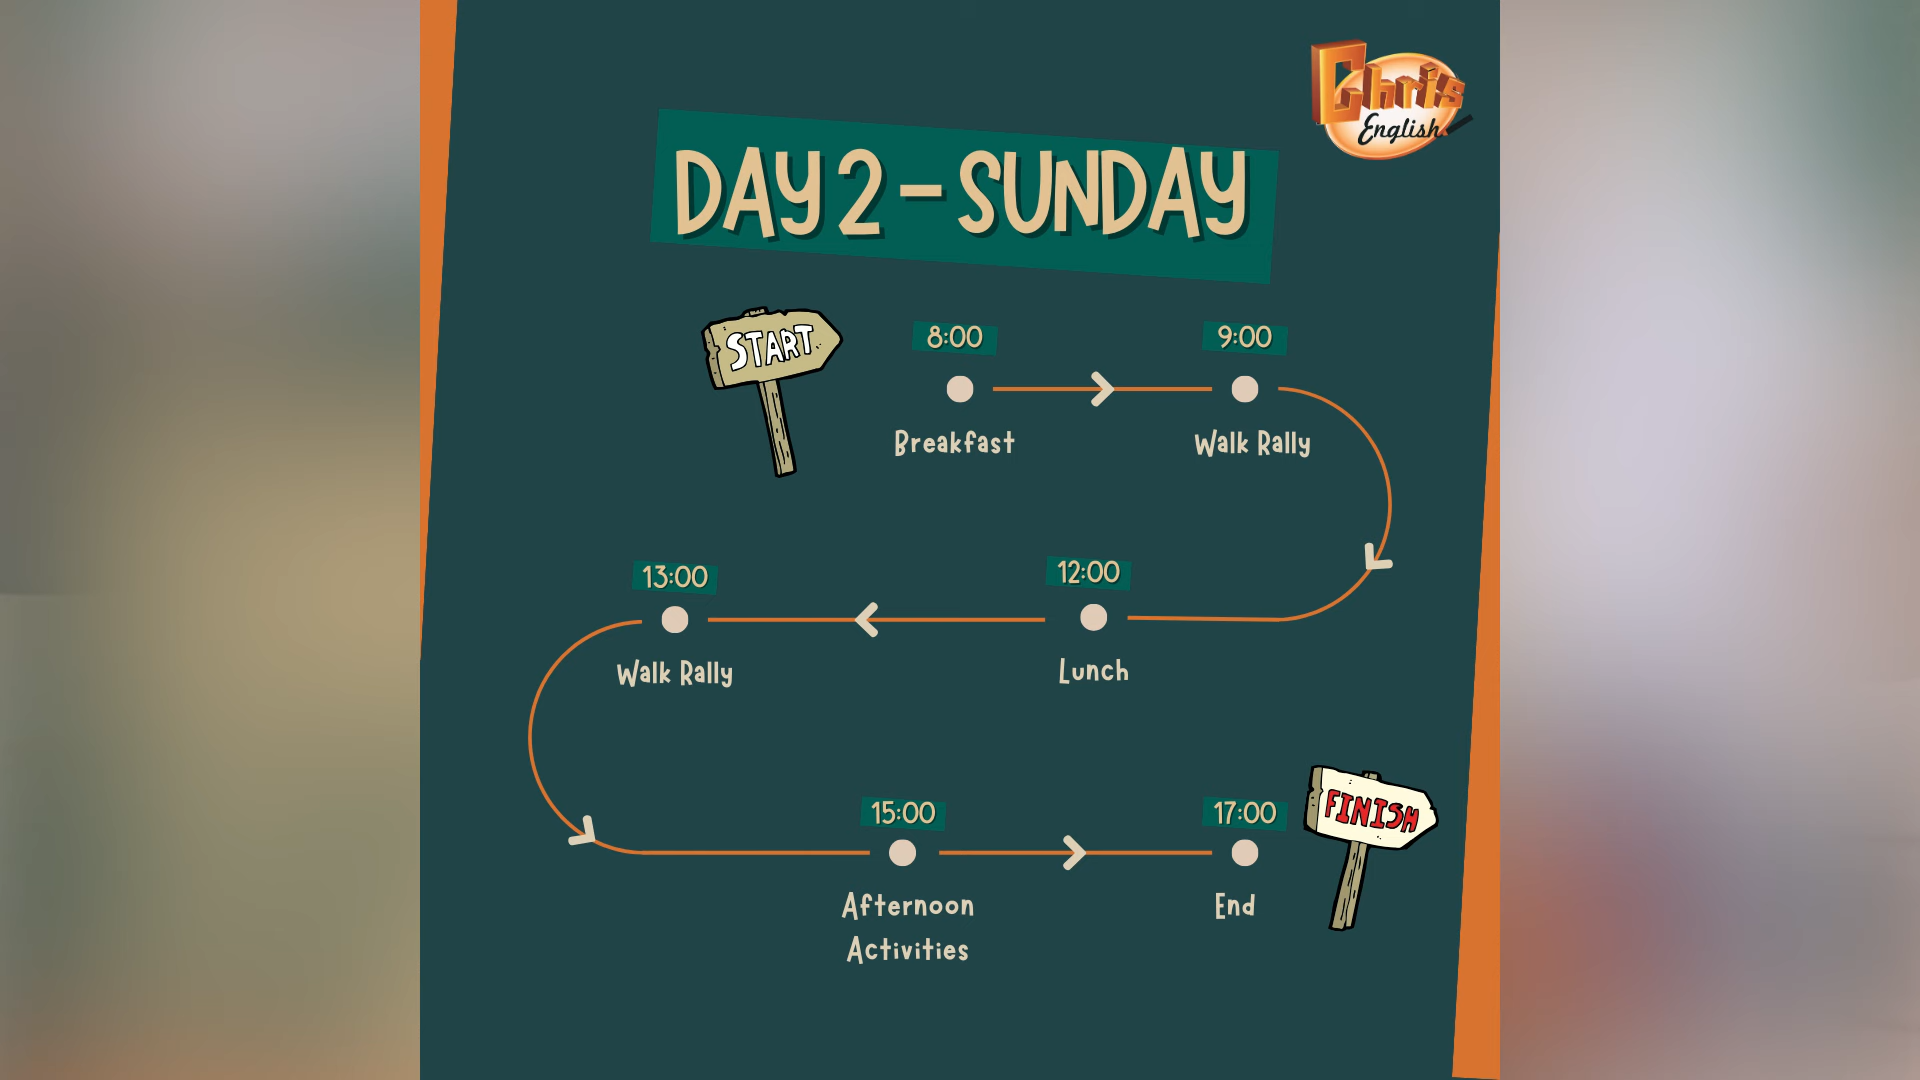 Chris
English
DAY 2 - SUNDAY
START
8:00
9:00
Breakfast
Walk Rally
13:00
12:00
Walk Rally
Lunch
15:00
17:00
FINISH
Afternoon
Activities
End